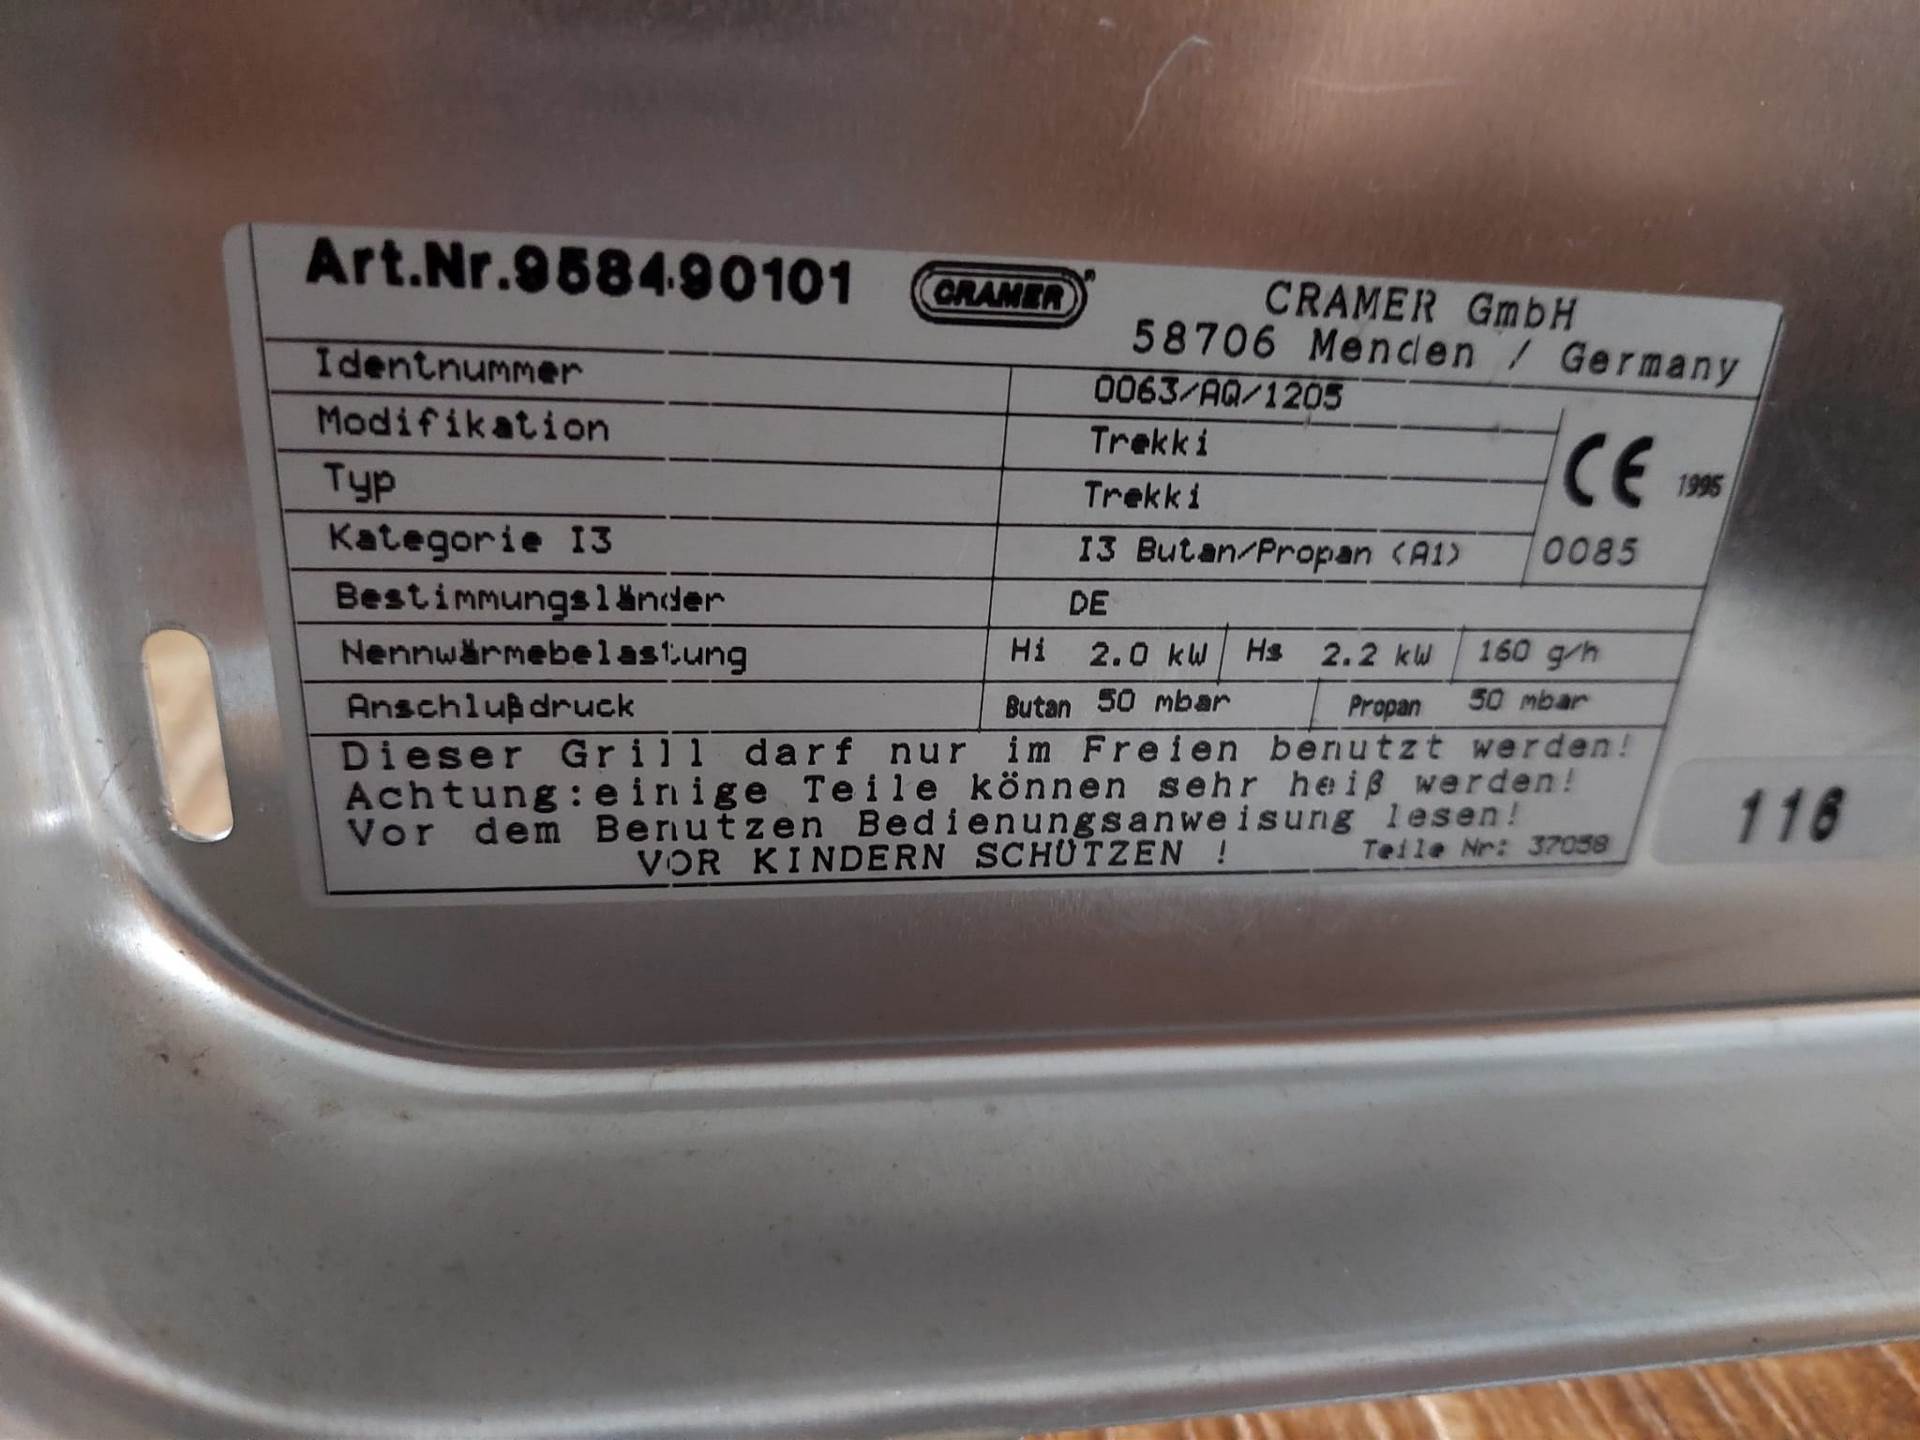 Art.Nr.958490101 CRAMER CRAMER GmbH
58706 Menden / Germany
Identnummer 0063/AQ/1205
Modifikation Trekki
CE 1995
Typ Trekki
Kategorie I3 I3 Butan/Propan (A1) 0085
Bestimmungsländer DE
Nennwärmebelastung Hi 2.0 kW Hs 2.2 kW 160 g/h
Anschlußdruck Butan 50 mbar Propan 50 mbar
Dieser Grill darf nur im Freien benutzt werden!
Achtung:einige Teile können sehr heiß werden!
Vor dem Benutzen Bedienungsanweisung lesen!
VOR KINDERN SCHÜTZEN ! Teile Nr: 37058
116